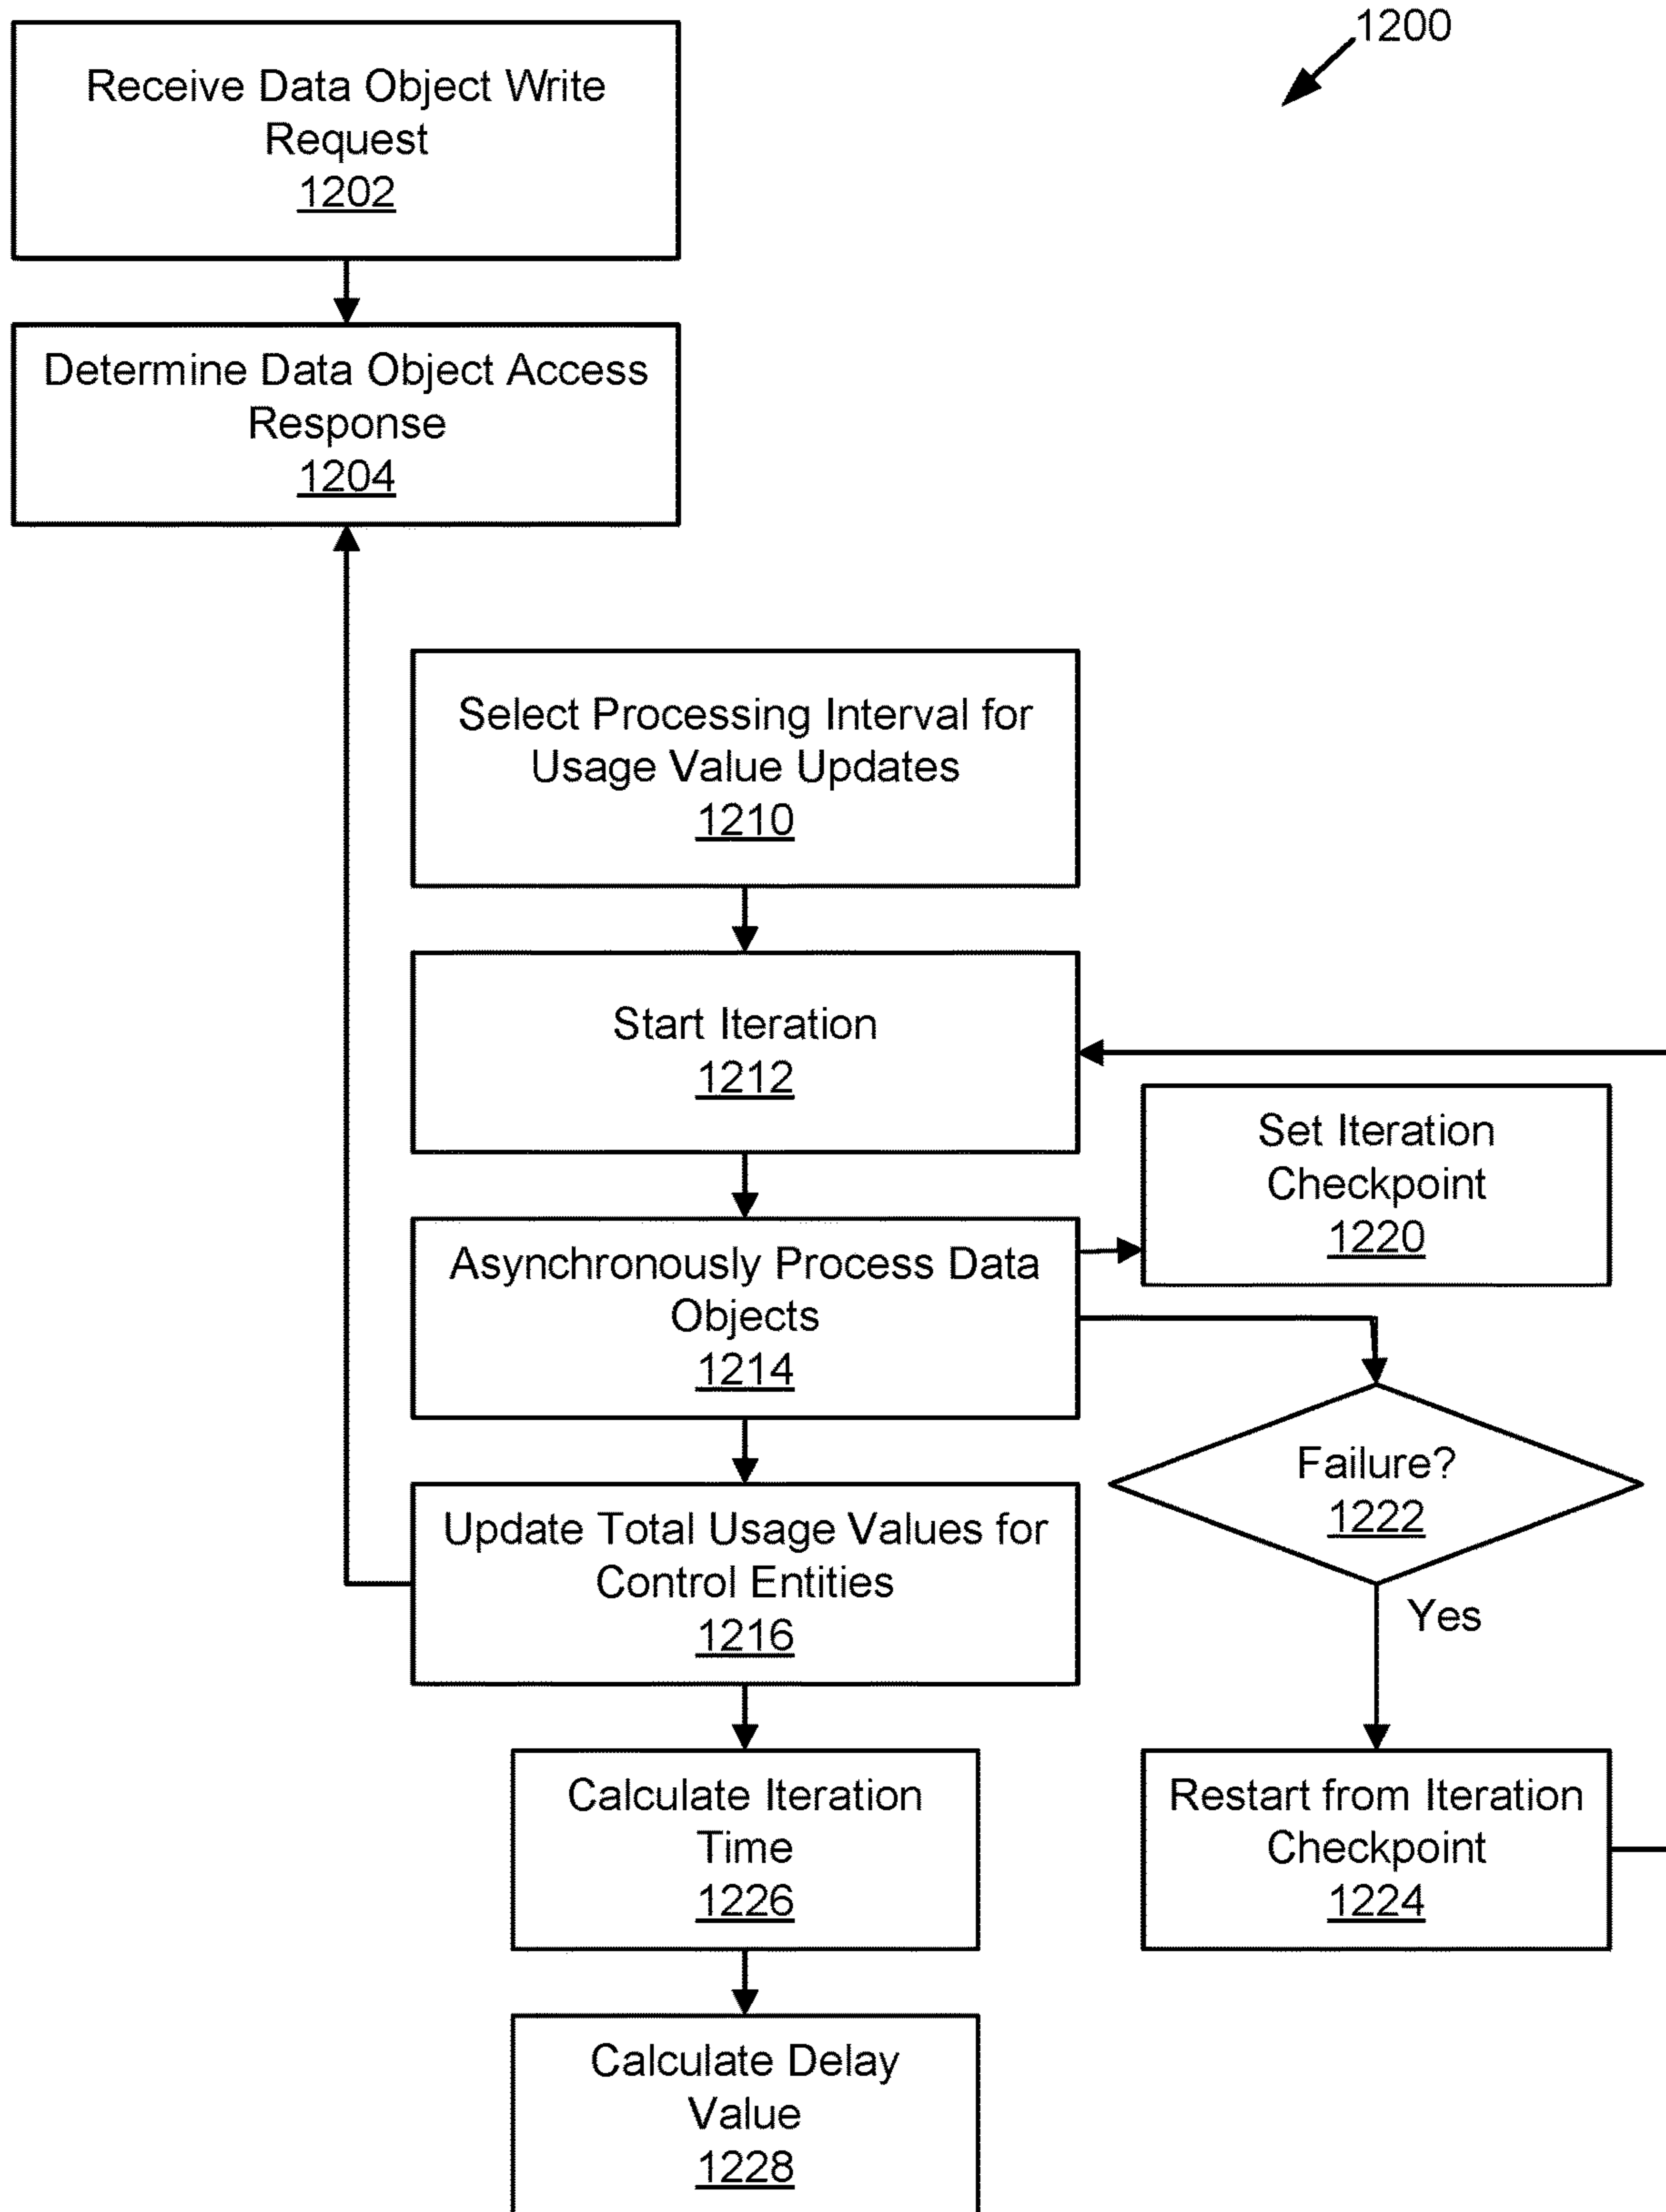 1200
Receive Data Object Write
Request
1202
Determine Data Object Access
Response
1204
Select Processing Interval for
Usage Value Updates
1210
Start Iteration
1212
Set Iteration
Checkpoint
1220
Asynchronously Process Data
Objects
1214
Failure?
1222
Yes
Update Total Usage Values for
Control Entities
1216
Calculate Iteration
Time
1226
Restart from Iteration
Checkpoint
1224
Calculate Delay
Value
1228